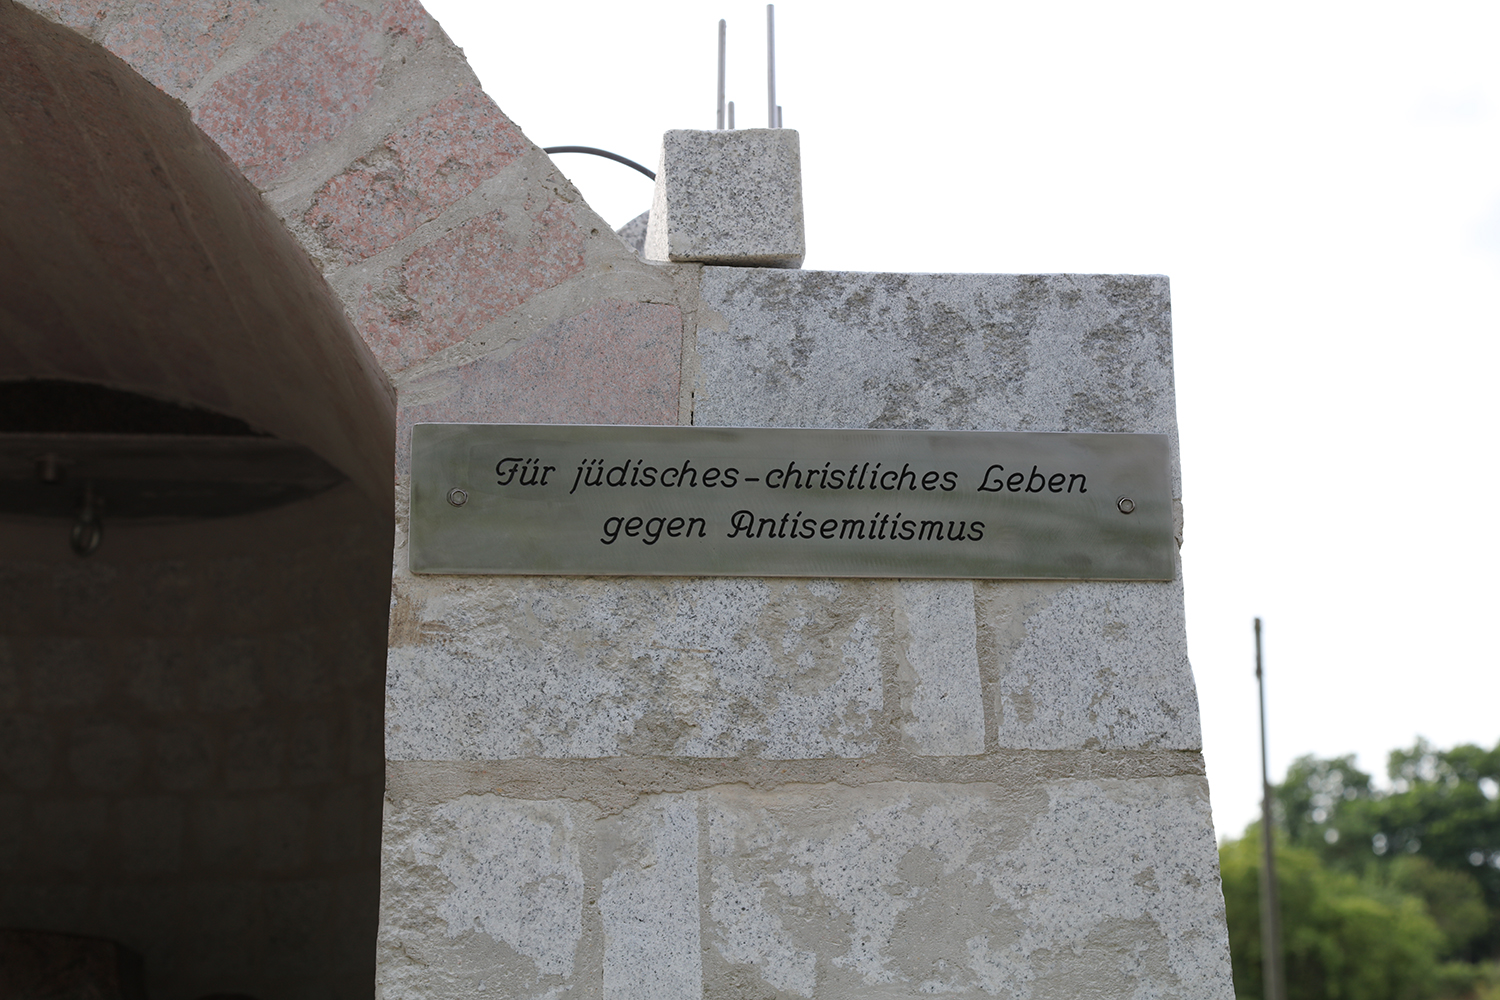 Für jüdisches-christliches Leben
gegen Antisemitismus